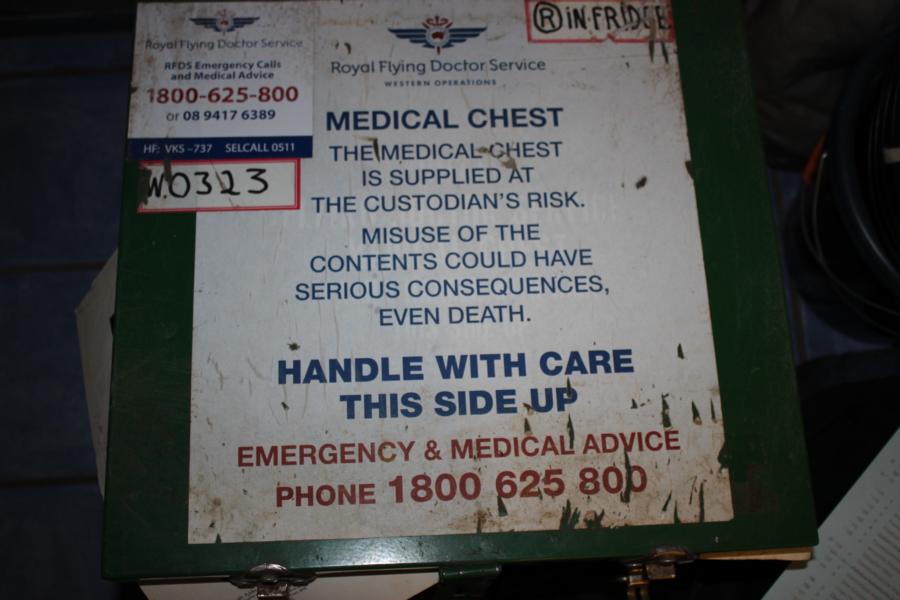 Royal Flying Doctor Service
RFDS Emergency Calls
and Medical Advice
1800-625-800
or 08 9417 6389
HF: VKS –737 SELCALL 0511
W.0323
Ⓡ IN·FRIDGE
Royal Flying Doctor Service
WESTERN OPERATIONS
MEDICAL CHEST
THE MEDICAL CHEST
IS SUPPLIED AT
THE CUSTODIAN'S RISK.
MISUSE OF THE
CONTENTS COULD HAVE
SERIOUS CONSEQUENCES,
EVEN DEATH.
HANDLE WITH CARE
THIS SIDE UP
EMERGENCY & MEDICAL ADVICE
PHONE 1800 625 800